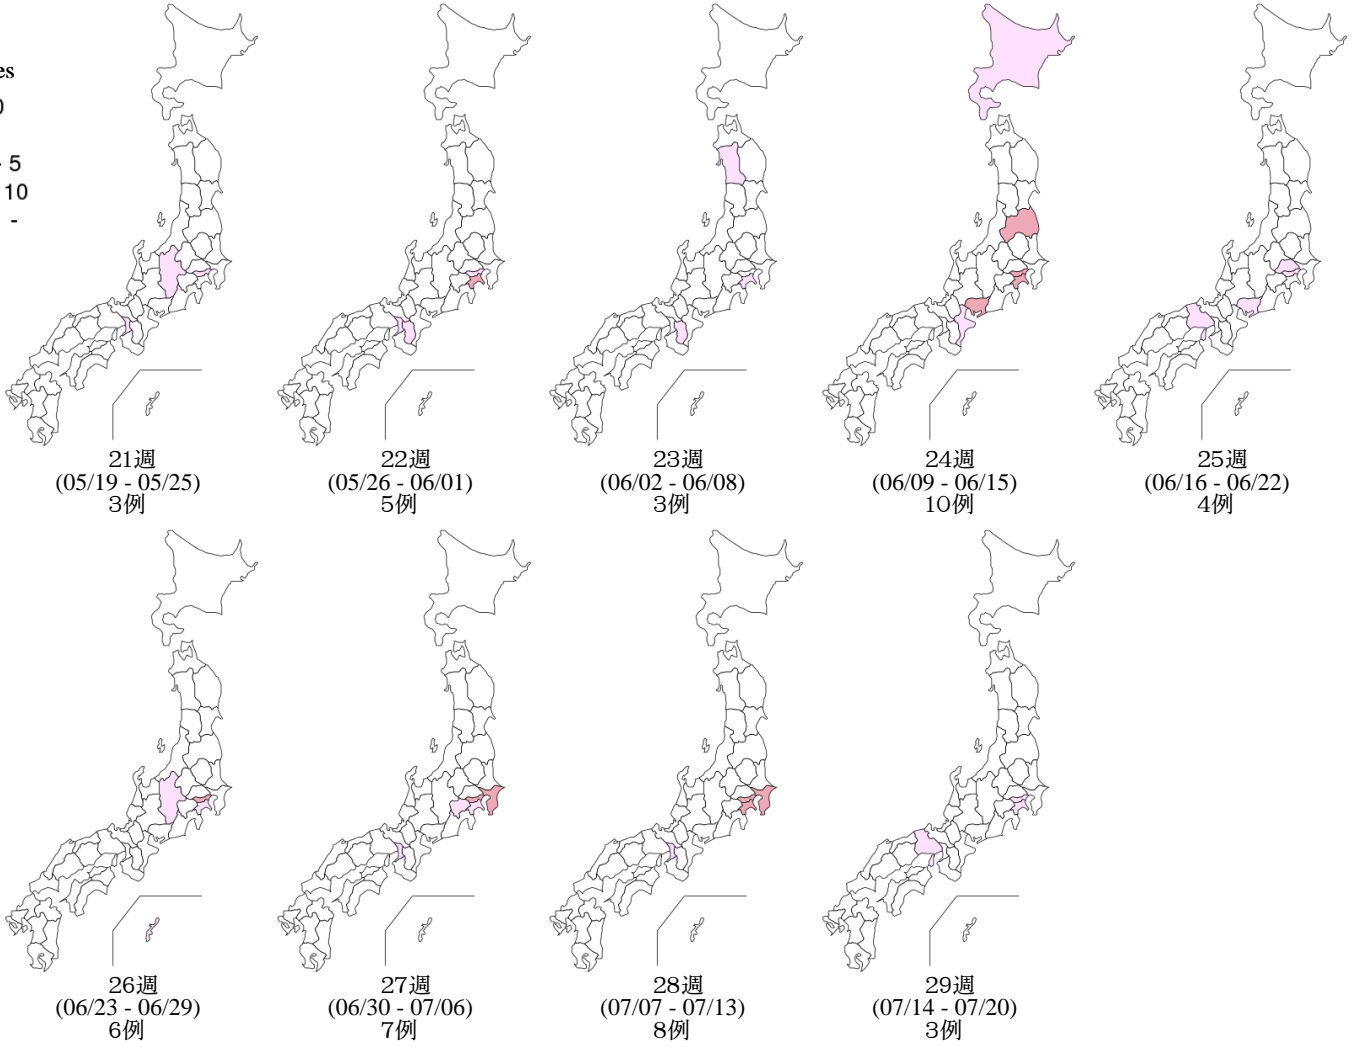 es
0
- 5
10
-
21週
(05/19 - 05/25)
3例
22週
(05/26 - 06/01)
5例
23週
(06/02 - 06/08)
3例
24週
(06/09 - 06/15)
10例
25週
(06/16 - 06/22)
4例
26週
(06/23 - 06/29)
6例
27週
(06/30 - 07/06)
7例
28週
(07/07 - 07/13)
8例
29週
(07/14 - 07/20)
3例